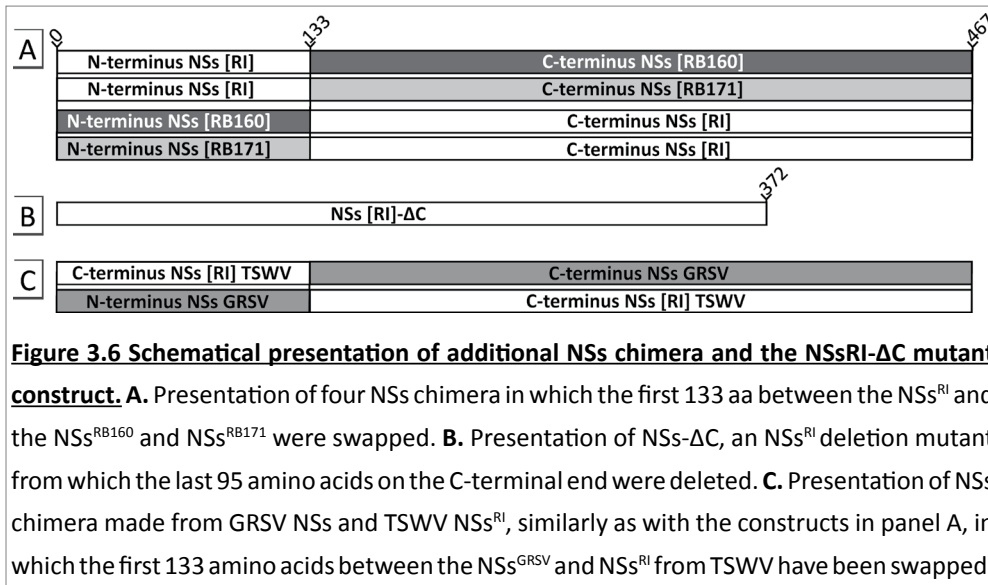 0 133 467
A
N-terminus NSs [RI] C-terminus NSs [RB160]
N-terminus NSs [RI] C-terminus NSs [RB171]
N-terminus NSs [RB160] C-terminus NSs [RI]
N-terminus NSs [RB171] C-terminus NSs [RI]
372
B NSs [RI]-ΔC
C
C-terminus NSs [RI] TSWV C-terminus NSs GRSV
N-terminus NSs GRSV C-terminus NSs [RI] TSWV
Figure 3.6 Schematical presentation of additional NSs chimera and the NSsRI-ΔC mutant
construct. A. Presentation of four NSs chimera in which the first 133 aa between the NSsRI and
the NSsRB160 and NSsRB171 were swapped. B. Presentation of NSs-ΔC, an NSsRI deletion mutant
from which the last 95 amino acids on the C-terminal end were deleted. C. Presentation of NSs
chimera made from GRSV NSs and TSWV NSsRI, similarly as with the constructs in panel A, in
which the first 133 amino acids between the NSsGRSV and NSsRI from TSWV have been swapped